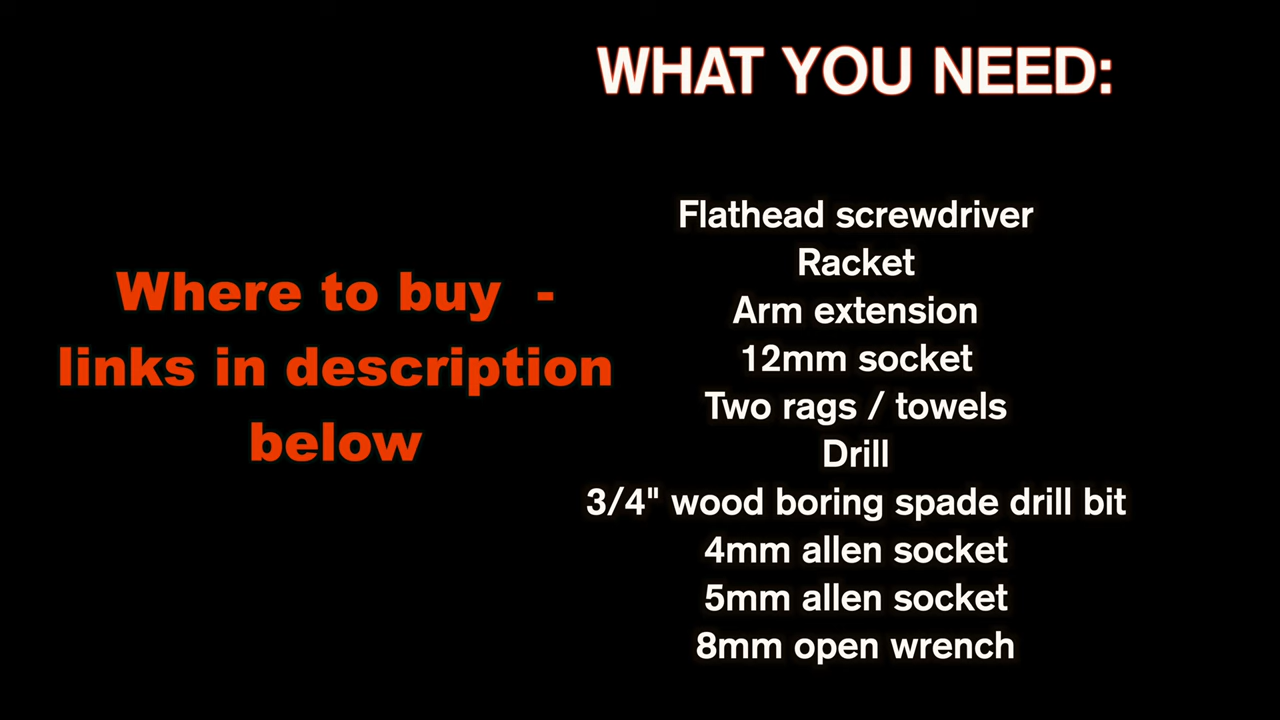 WHAT YOU NEED:
Where to buy  -
links in description
below
Flathead screwdriver
Racket
Arm extension
12mm socket
Two rags / towels
Drill
3/4" wood boring spade drill bit
4mm allen socket
5mm allen socket
8mm open wrench